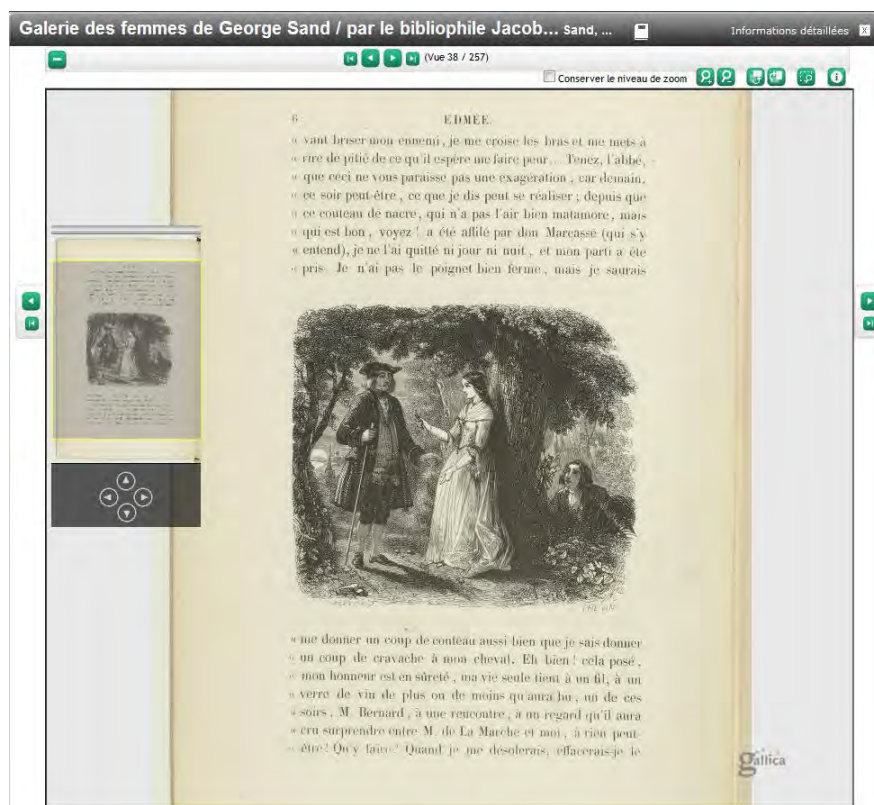 Galerie des femmes de George Sand / par le bibliophile Jacob... Sand, ...
Informations détaillées
(Vue 38 / 257)
Conserver le niveau de zoom
6 EDMÉE.
« vant briser mon ennemi, je me croise les bras et me mets à
« rire de pitié de ce qu'il espère me faire peur... Tenez, l'abbé,
« que ceci ne vous paraisse pas une exagération, car demain,
« ce soir peut-être, ce que je dis peut se réaliser; depuis que
« ce couteau de nacre, qui n'a pas l'air bien matamore, mais
« qui est bon, voyez! a été affilé par don Marcasse (qui s'y
« entend), je ne l'ai quitté ni jour ni nuit, et mon parti a été
« pris. Je n'ai pas le poignet bien ferme, mais je saurais
« me donner un coup de couteau aussi bien que je sais donner
« un coup de cravache à mon cheval. Eh bien! cela posé,
« mon honneur est en sûreté, ma vie seule tient à un fil, à un
« verre de vin de plus ou de moins qu'aura bu, un de ces
« soirs, M. Bernard, à une rencontre, à un regard qu'il aura
« cru surprendre entre M. de La Marche et moi, à rien peut-
« être! Qu'y faire? Quand je me désolerais, effacerais-je le
gallica